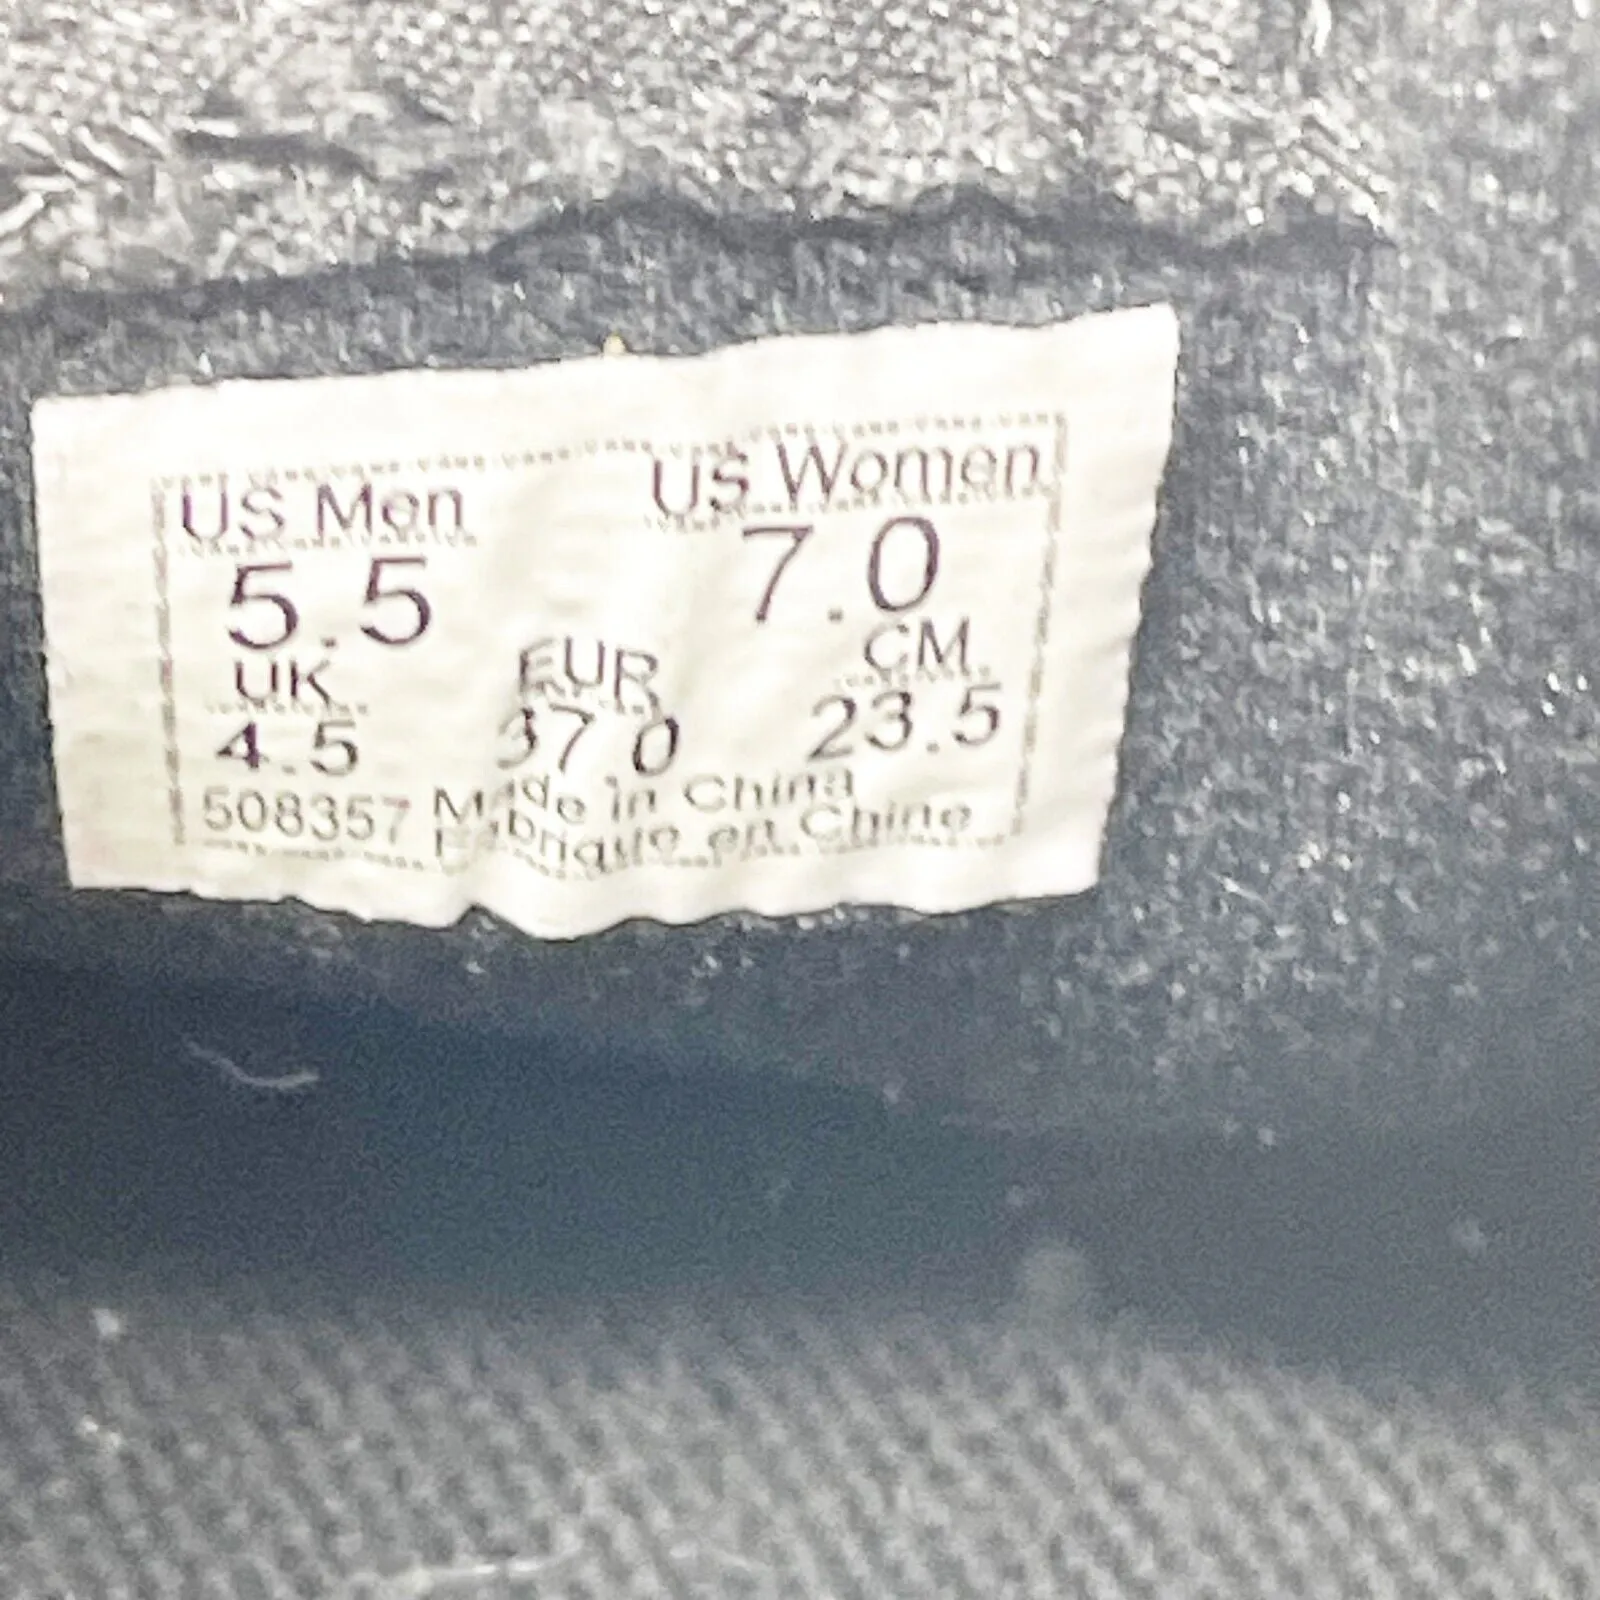 US Men US Women
5.5 7.0
UK EUR CM.
4.5 37.0 23.5
508357 Made in China
Fabrique en Chine